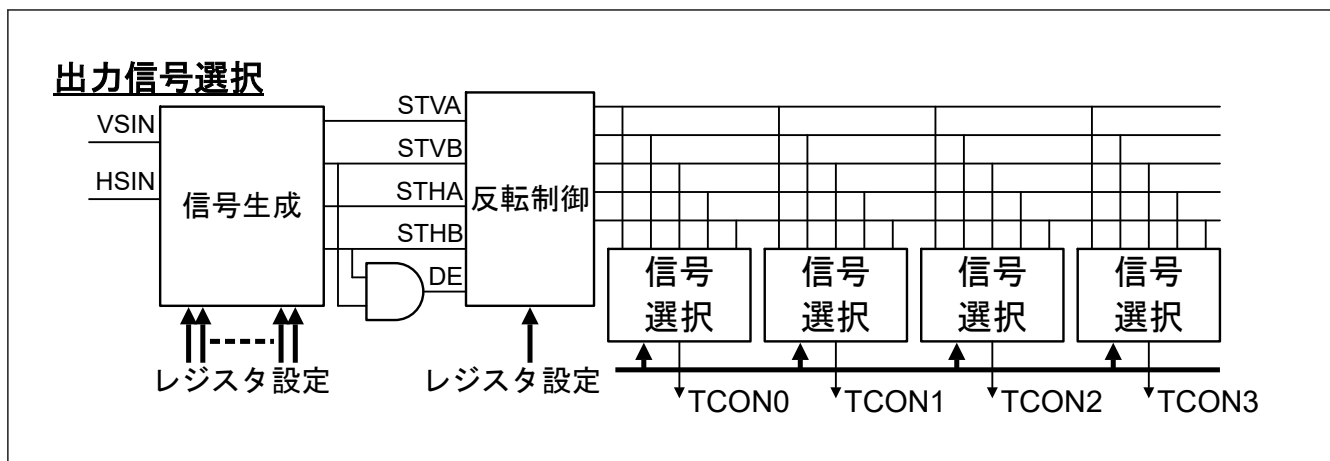 出力信号選択
VSIN
HSIN
信号生成
STVA
STVB
STHA
STHB
DE
反転制御
信号
選択
信号
選択
信号
選択
信号
選択
レジスタ設定
レジスタ設定
TCON0
TCON1
TCON2
TCON3